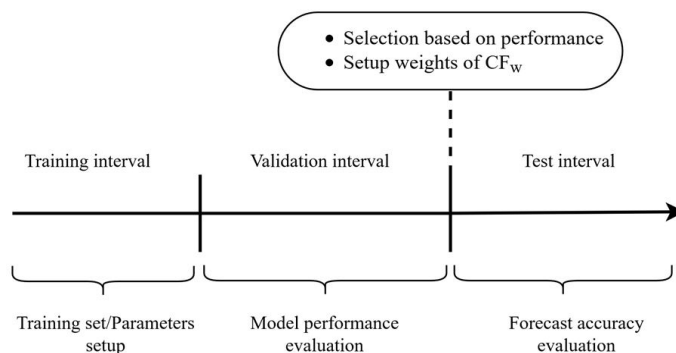 • Selection based on performance
• Setup weights of CFw
Training interval
Validation interval
Test interval
Training set/Parameters
setup
Model performance
evaluation
Forecast accuracy
evaluation